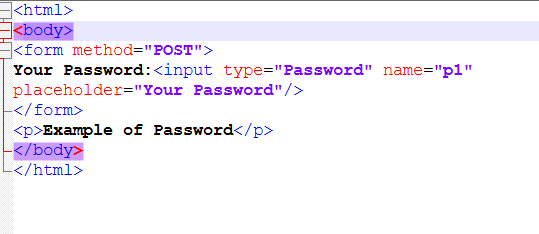 <html>
<body>
<form method="POST">
Your Password:<input type="Password" name="p1"
placeholder="Your Password"/>
</form>
<p>Example of Password</p>
</body>
</html>